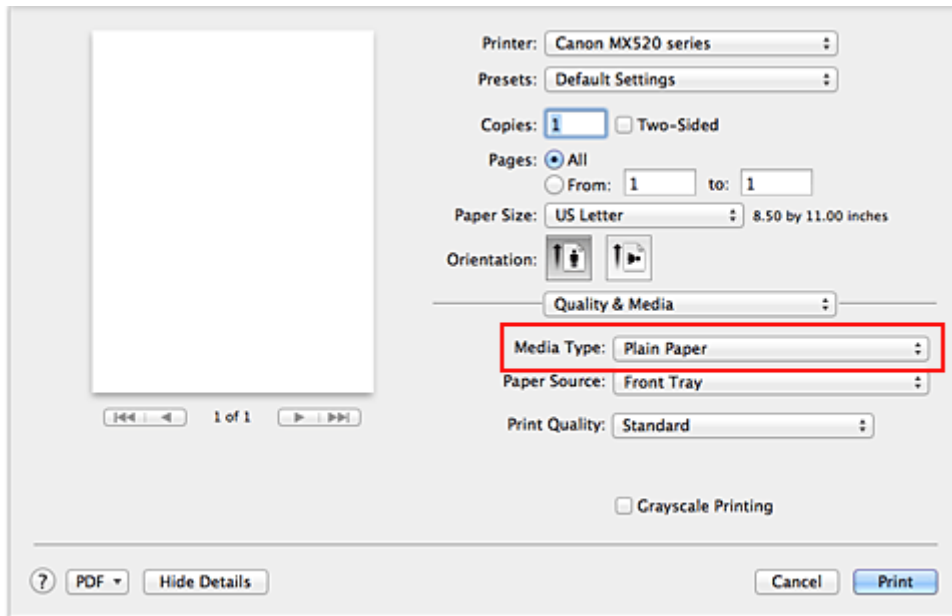 Printer: Canon MX520 series
Presets: Default Settings
Copies: 1 Two-Sided
Pages: All
From: 1 to: 1
Paper Size: US Letter 8.50 by 11.00 inches
Orientation:
Quality & Media
Media Type: Plain Paper
Paper Source: Front Tray
1 of 1
Print Quality: Standard
Grayscale Printing
? PDF Hide Details Cancel Print